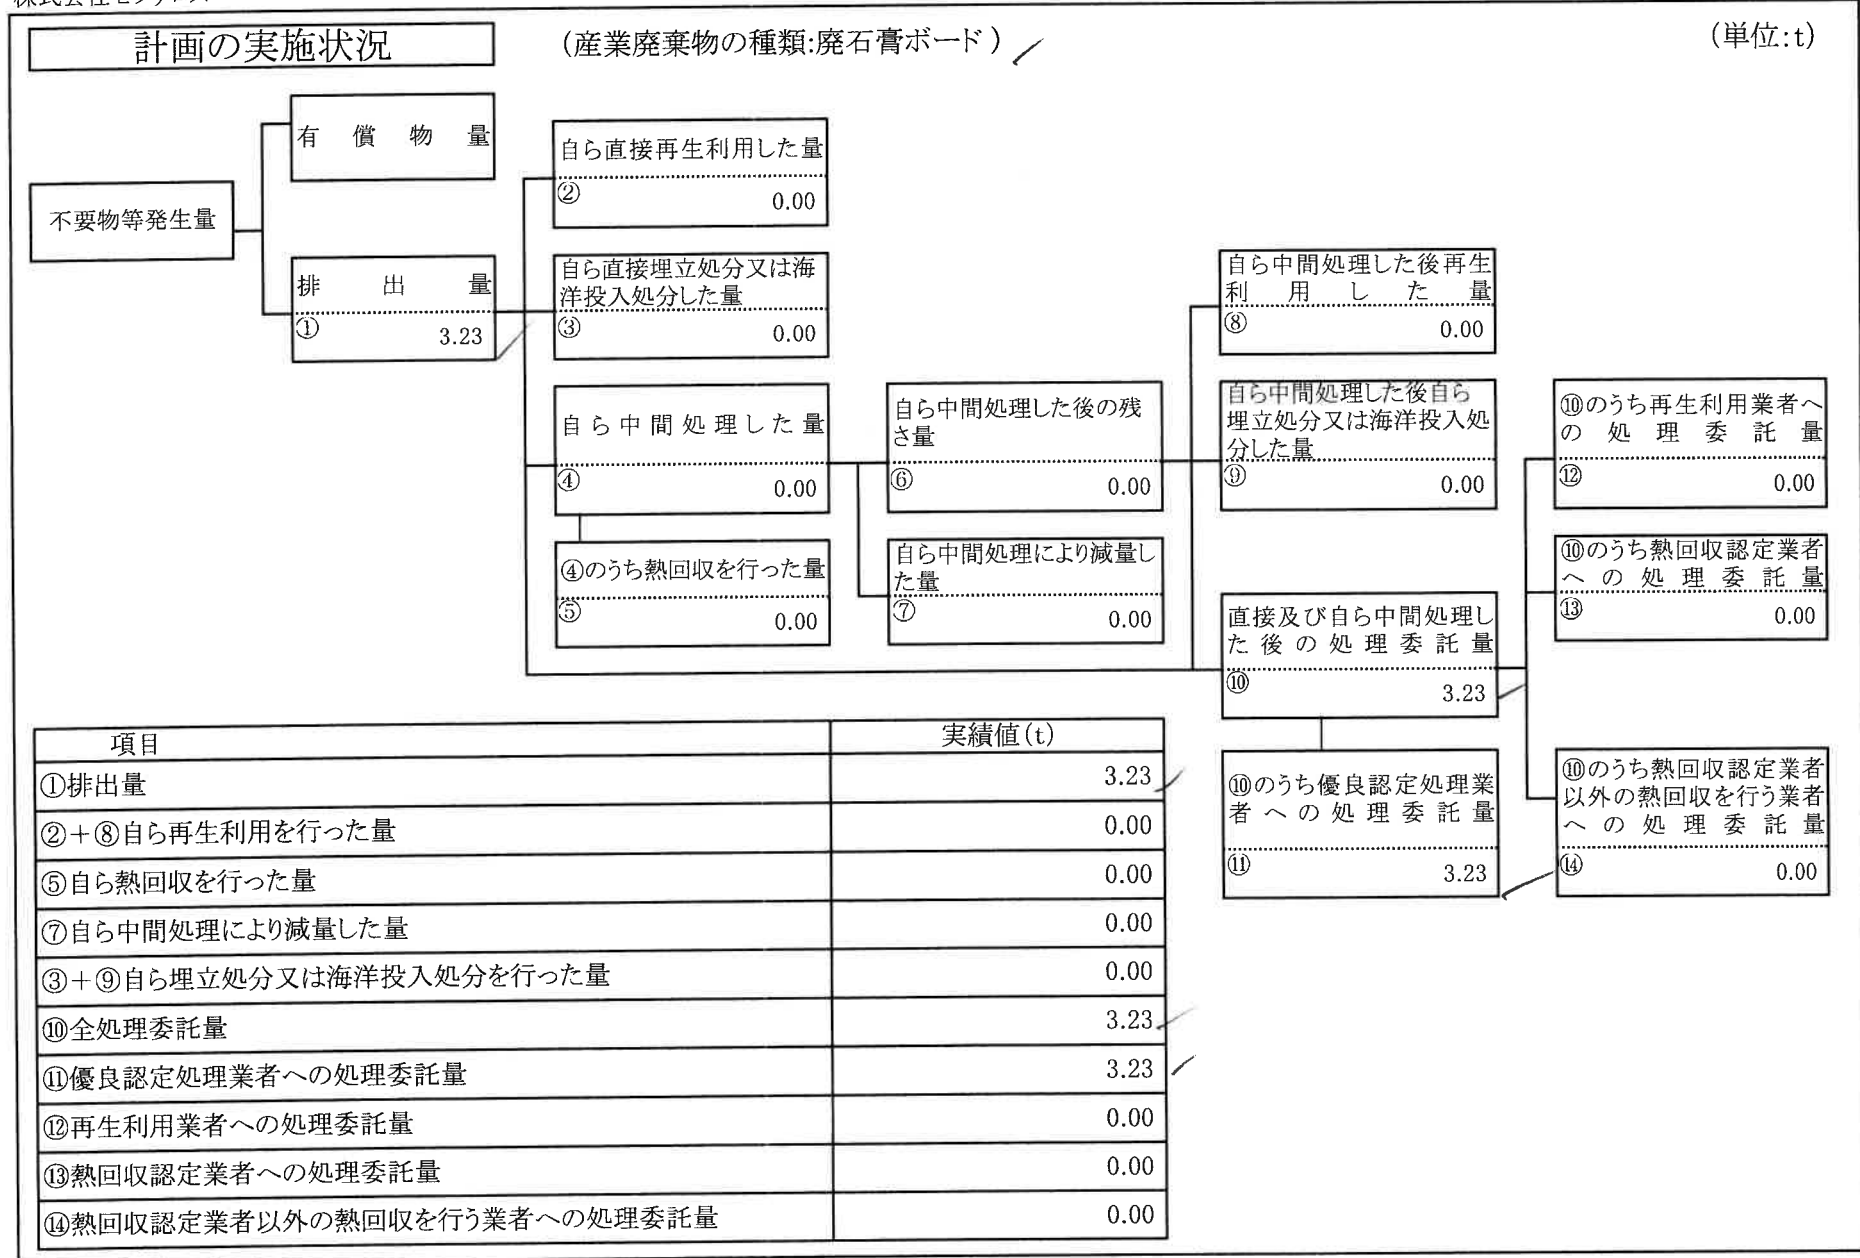 計画の実施状況
(産業廃棄物の種類:廃石膏ボード)
(単位:t)
有償物量
不要物等発生量
排出量
① 3.23
自ら直接再生利用した量
② 0.00
自ら直接埋立処分又は海
洋投入処分した量
③ 0.00
自ら中間処理した量
④ 0.00
④のうち熱回収を行った量
⑤ 0.00
自ら中間処理した後の残
さ量
⑥ 0.00
自ら中間処理により減量し
た量
⑦ 0.00
自ら中間処理した後再生
利用した量
⑧ 0.00
自ら中間処理した後自ら
埋立処分又は海洋投入処
分した量
⑨ 0.00
直接及び自ら中間処理し
た後の処理委託量
⑩ 3.23
⑩のうち優良認定処理業
者への処理委託量
⑪ 3.23
⑩のうち再生利用業者へ
の処理委託量
⑫ 0.00
⑩のうち熱回収認定業者
への処理委託量
⑬ 0.00
⑩のうち熱回収認定業者
以外の熱回収を行う業者
への処理委託量
⑭ 0.00
項目 実績値(t)
①排出量 3.23
②+⑧自ら再生利用を行った量 0.00
⑤自ら熱回収を行った量 0.00
⑦自ら中間処理により減量した量 0.00
③+⑨自ら埋立処分又は海洋投入処分を行った量 0.00
⑩全処理委託量 3.23
⑪優良認定処理業者への処理委託量 3.23
⑫再生利用業者への処理委託量 0.00
⑬熱回収認定業者への処理委託量 0.00
⑭熱回収認定業者以外の熱回収を行う業者への処理委託量 0.00